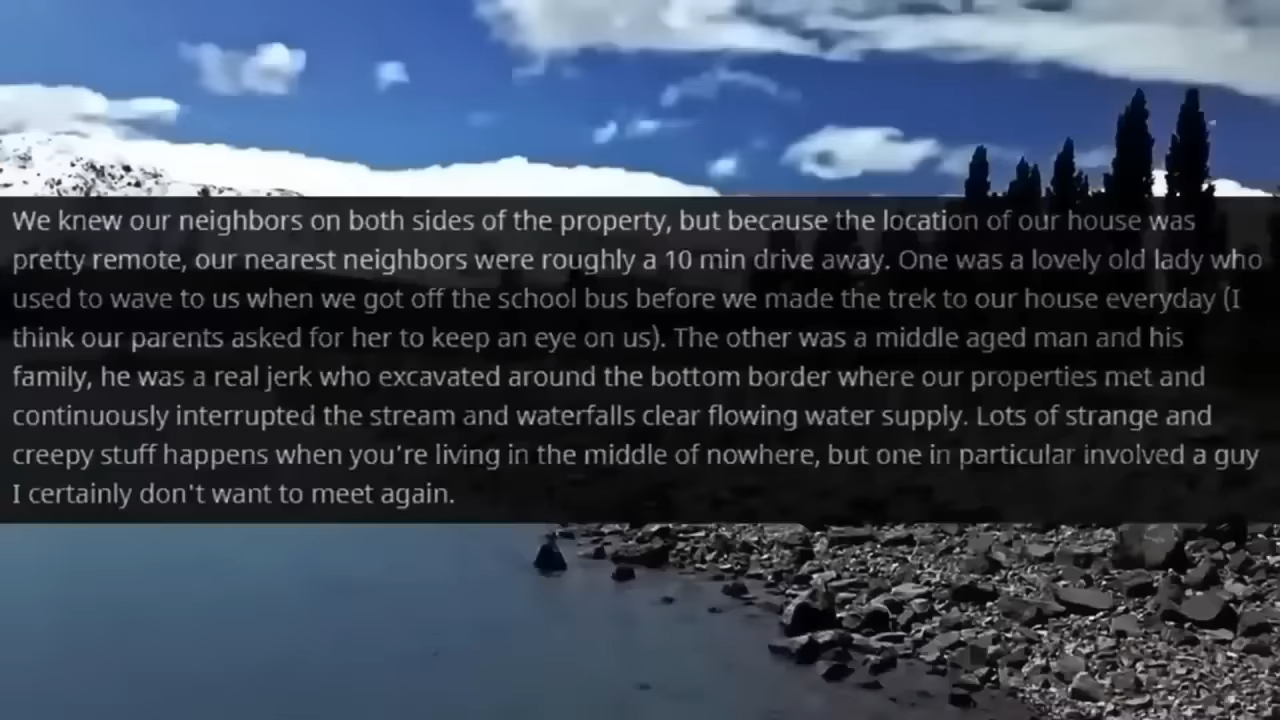 We knew our neighbors on both sides of the property, but because the location of our house was
pretty remote, our nearest neighbors were roughly a 10 min drive away. One was a lovely old lady who
used to wave to us when we got off the school bus before we made the trek to our house everyday (I
think our parents asked for her to keep an eye on us). The other was a middle aged man and his
family, he was a real jerk who excavated around the bottom border where our properties met and
continuously interrupted the stream and waterfalls clear flowing water supply. Lots of strange and
creepy stuff happens when you're living in the middle of nowhere, but one in particular involved a guy
I certainly don't want to meet again.